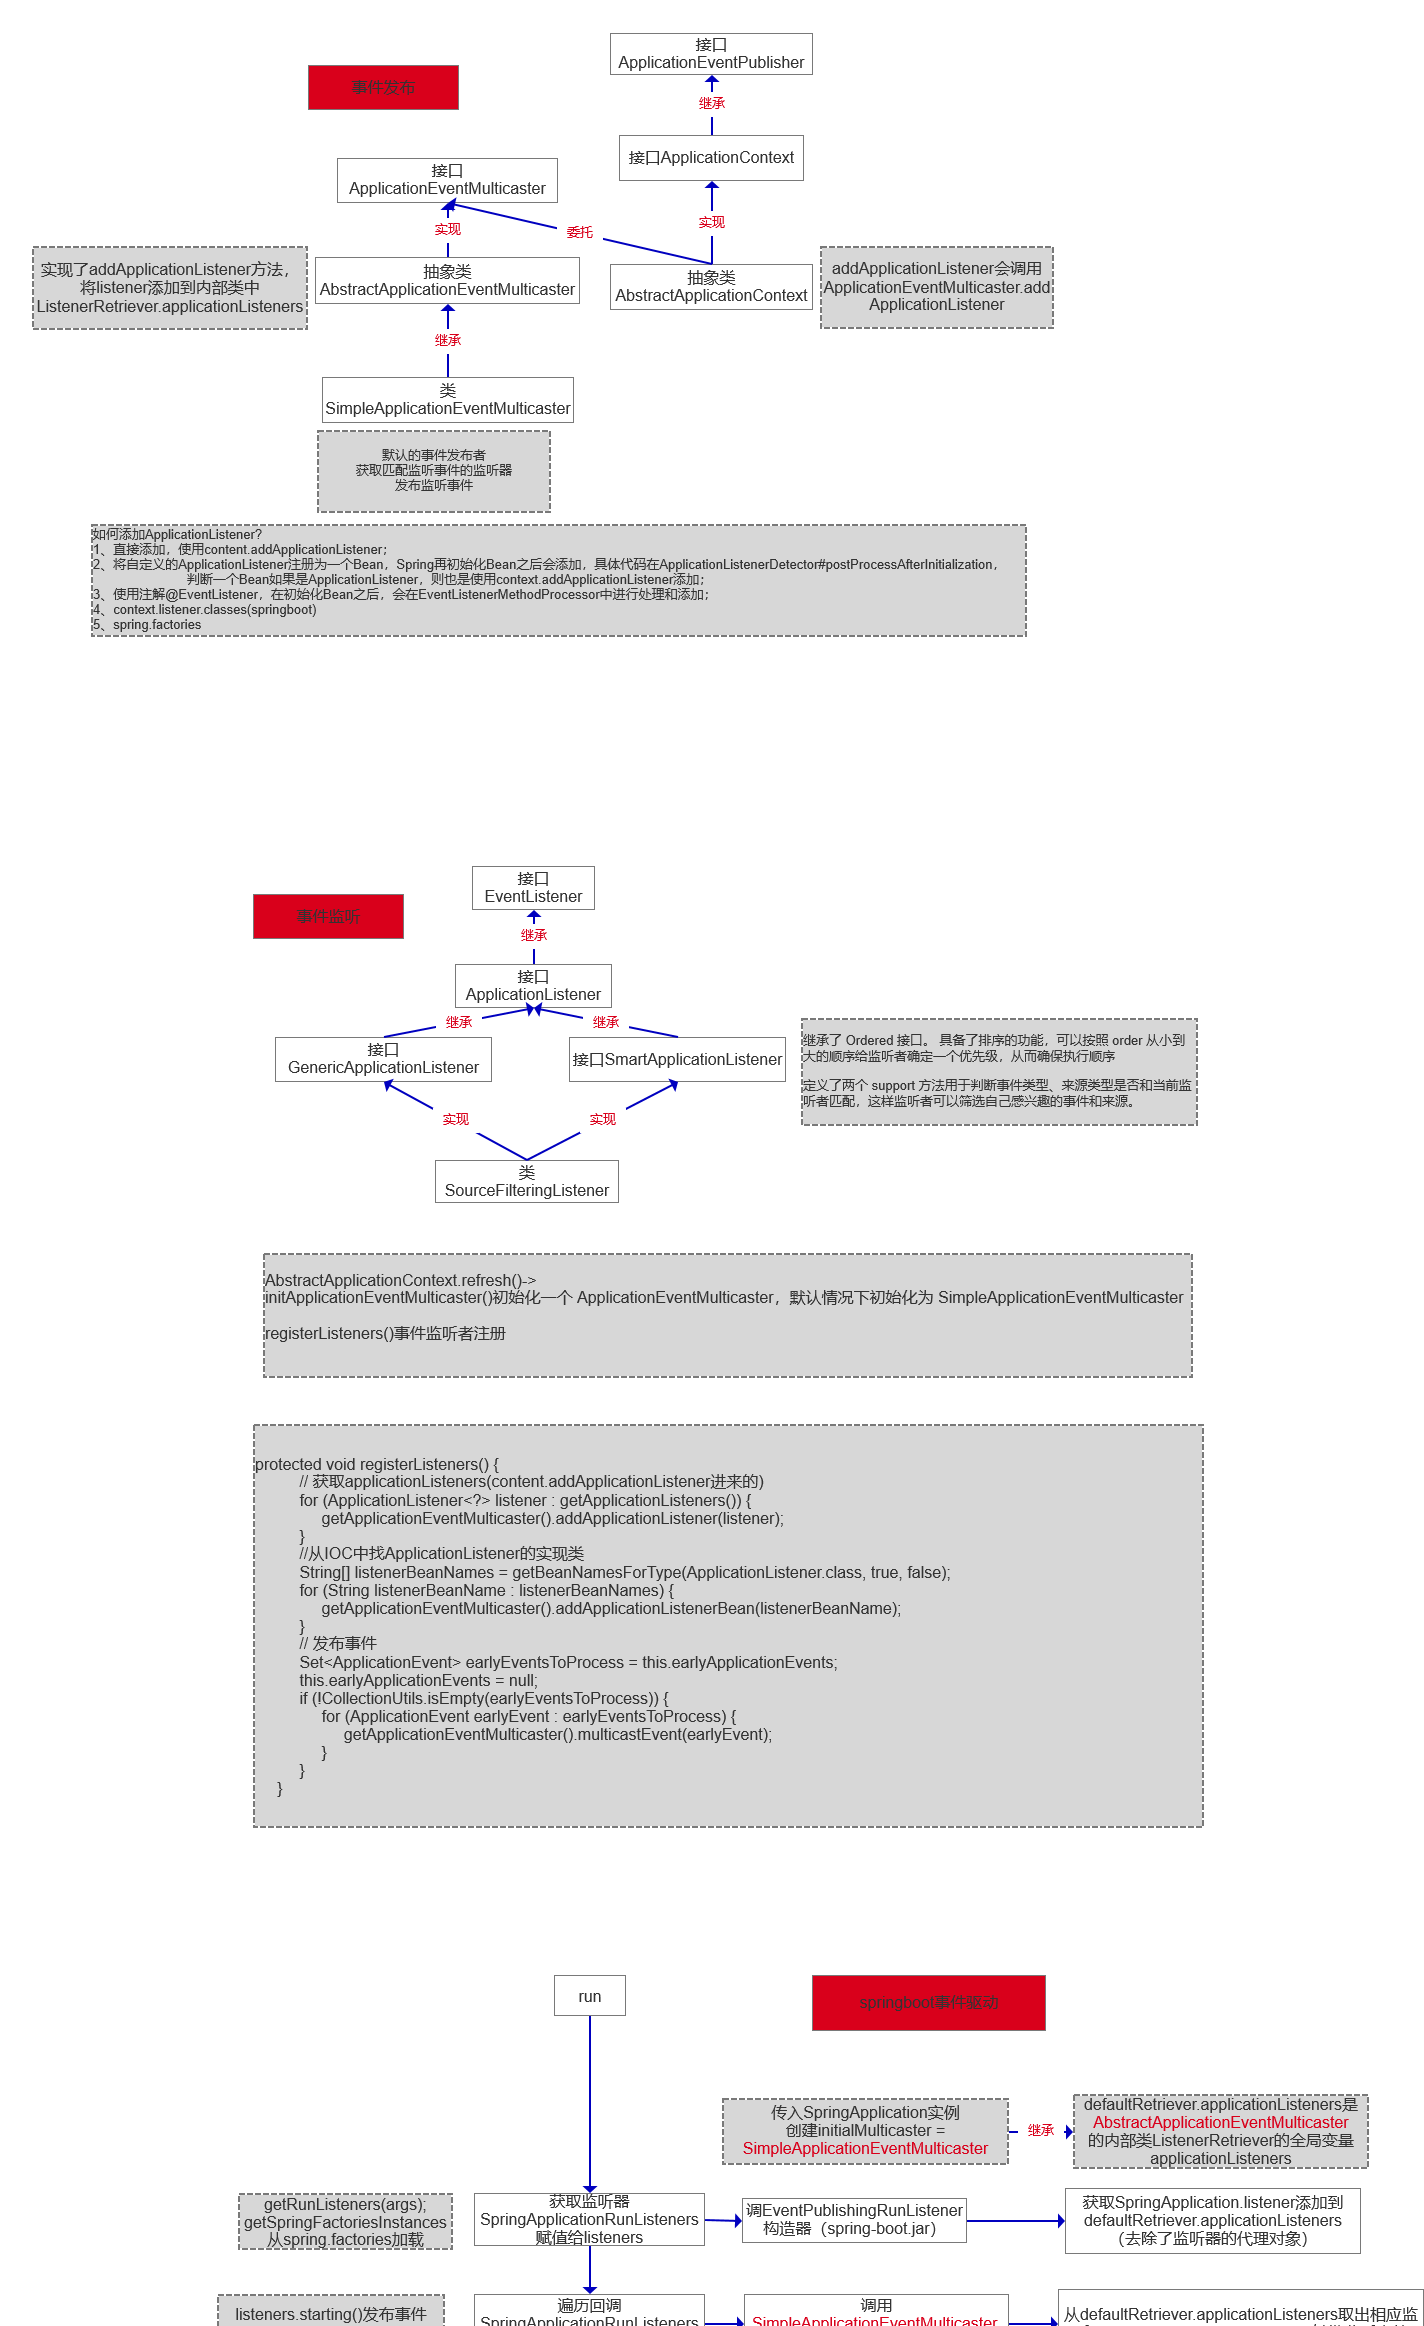 接口
ApplicationEventPublisher
事件发布
继承
接口ApplicationContext
接口
ApplicationEventMulticaster
实现
委托
实现
实现了addApplicationListener方法，
将listener添加到内部类中
ListenerRetriever.applicationListeners
抽象类
AbstractApplicationEventMulticaster
抽象类
AbstractApplicationContext
addApplicationListener会调用
ApplicationEventMulticaster.add
ApplicationListener
继承
类
SimpleApplicationEventMulticaster
默认的事件发布者
获取匹配监听事件的监听器
发布监听事件
如何添加ApplicationListener?
1、直接添加，使用content.addApplicationListener；
2、将自定义的ApplicationListener注册为一个Bean，Spring再初始化Bean之后会添加，具体代码在ApplicationListenerDetector#postProcessAfterInitialization，
判断一个Bean如果是ApplicationListener，则也是使用context.addApplicationListener添加；
3、使用注解@EventListener，在初始化Bean之后，会在EventListenerMethodProcessor中进行处理和添加；
4、context.listener.classes(springboot)
5、spring.factories
接口
EventListener
事件监听
继承
接口
ApplicationListener
继承
继承
接口
GenericApplicationListener
接口SmartApplicationListener
继承了 Ordered 接口。 具备了排序的功能，可以按照 order 从小到
大的顺序给监听者确定一个优先级，从而确保执行顺序
定义了两个 support 方法用于判断事件类型、来源类型是否和当前监
听者匹配，这样监听者可以筛选自己感兴趣的事件和来源。
实现
实现
类
SourceFilteringListener
AbstractApplicationContext.refresh()->
initApplicationEventMulticaster()初始化一个 ApplicationEventMulticaster，默认情况下初始化为 SimpleApplicationEventMulticaster
registerListeners()事件监听者注册
protected void registerListeners() {
// 获取applicationListeners(content.addApplicationListener进来的)
for (ApplicationListener<?> listener : getApplicationListeners()) {
getApplicationEventMulticaster().addApplicationListener(listener);
}
//从IOC中找ApplicationListener的实现类
String[] listenerBeanNames = getBeanNamesForType(ApplicationListener.class, true, false);
for (String listenerBeanName : listenerBeanNames) {
getApplicationEventMulticaster().addApplicationListenerBean(listenerBeanName);
}
// 发布事件
Set<ApplicationEvent> earlyEventsToProcess = this.earlyApplicationEvents;
this.earlyApplicationEvents = null;
if (!CollectionUtils.isEmpty(earlyEventsToProcess)) {
for (ApplicationEvent earlyEvent : earlyEventsToProcess) {
getApplicationEventMulticaster().multicastEvent(earlyEvent);
}
}
}
run
springboot事件驱动
传入SpringApplication实例
创建initialMulticaster =
SimpleApplicationEventMulticaster
继承
defaultRetriever.applicationListeners是
AbstractApplicationEventMulticaster
的内部类ListenerRetriever的全局变量
applicationListeners
getRunListeners(args);
getSpringFactoriesInstances
从spring.factories加载
获取监听器
SpringApplicationRunListeners
赋值给listeners
调EventPublishingRunListener
构造器（spring-boot.jar）
获取SpringApplication.listener添加到
defaultRetriever.applicationListeners
（去除了监听器的代理对象）
listeners.starting()发布事件
遍历回调
SpringApplicationRunListeners
调用
SimpleApplicationEventMulticaster
从defaultRetriever.applicationListeners取出相应监